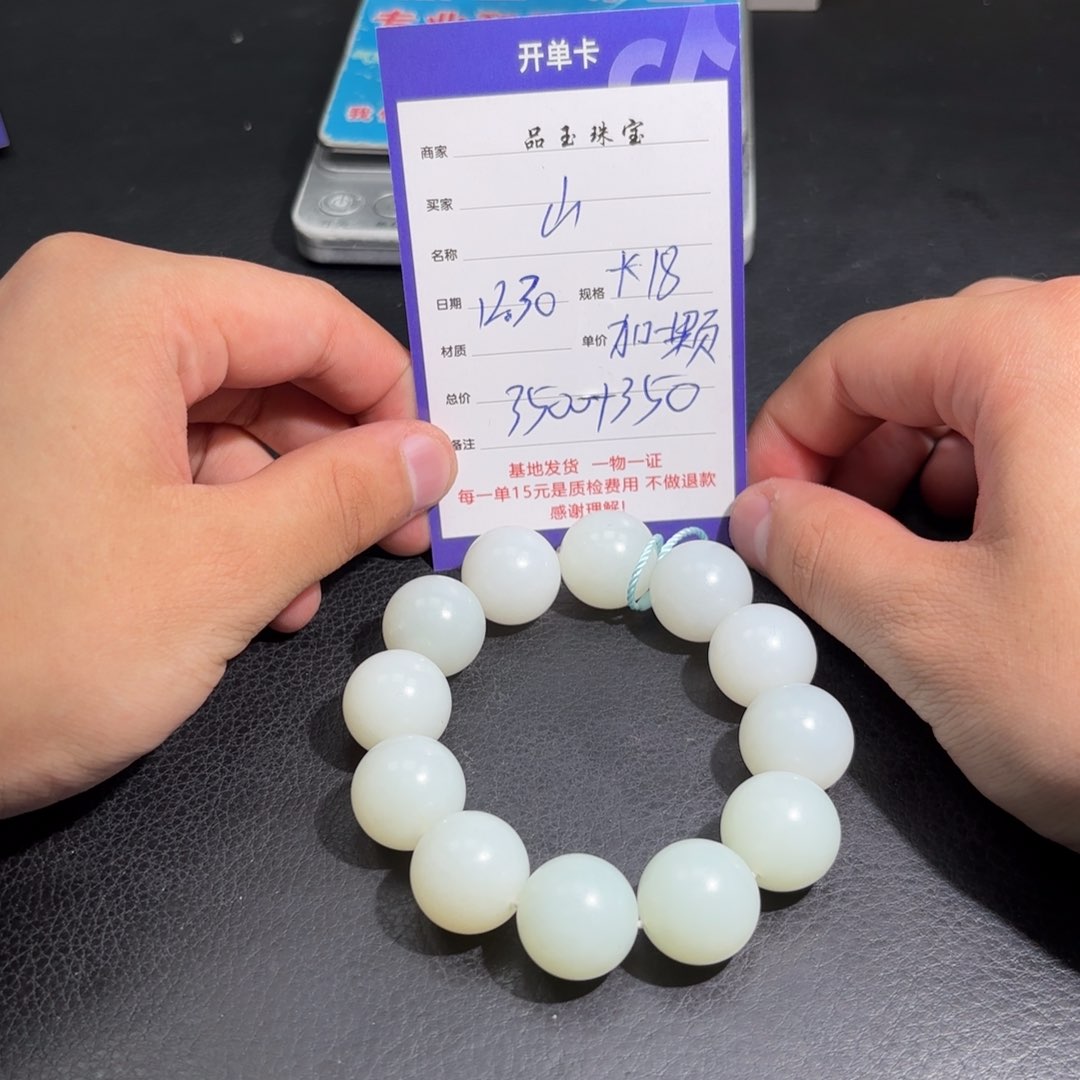 开单卡
商家 品玉珠宝
买家 山
名称
日期 12.30 规格 卡18
材质 单价 加一颗
总价 3500+350
备注
基地发货 一物一证
每一单15元是质检费用 不做退款
感谢理解!